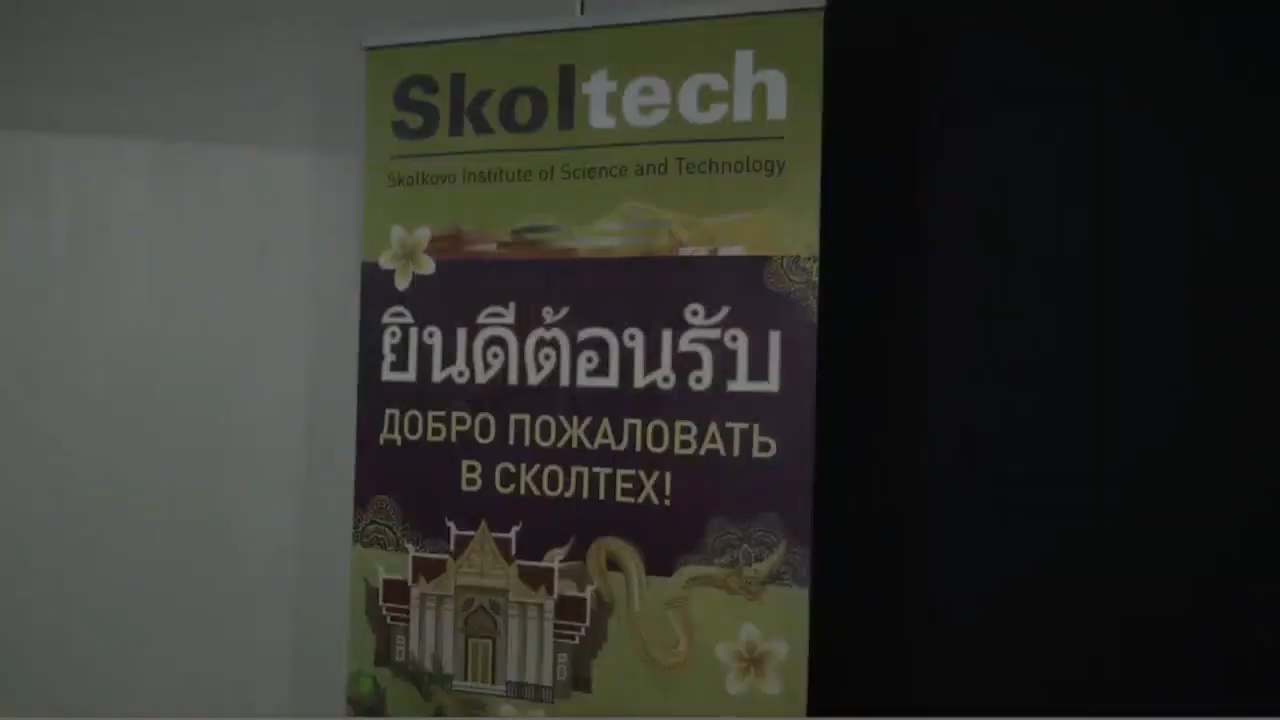 Skoltech
Skolkovo Institute of Science and Technology
ยินดีต้อนรับ
ДОБРО ПОЖАЛОВАТЬ
В СКОЛТЕХ!